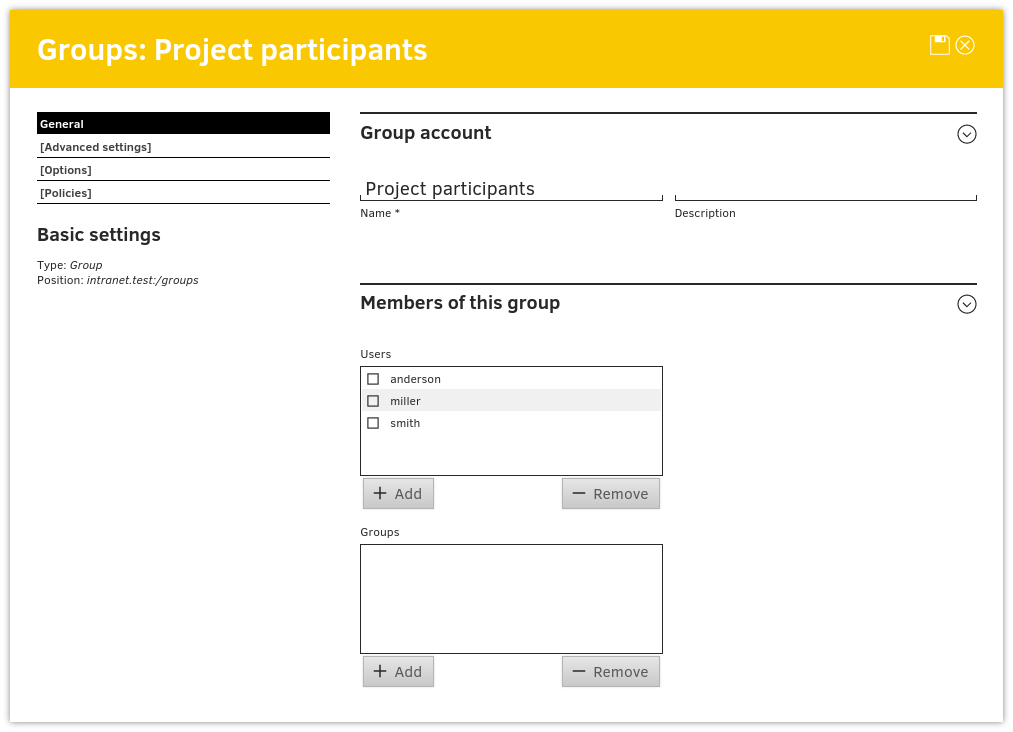 Groups: Project participants
General
[Advanced settings]
[Options]
[Policies]
Basic settings
Type: Group
Position: intranet.test:/groups
Group account
Project participants
Name *
Description
Members of this group
Users
anderson
miller
smith
Add
Remove
Groups
Add
Remove